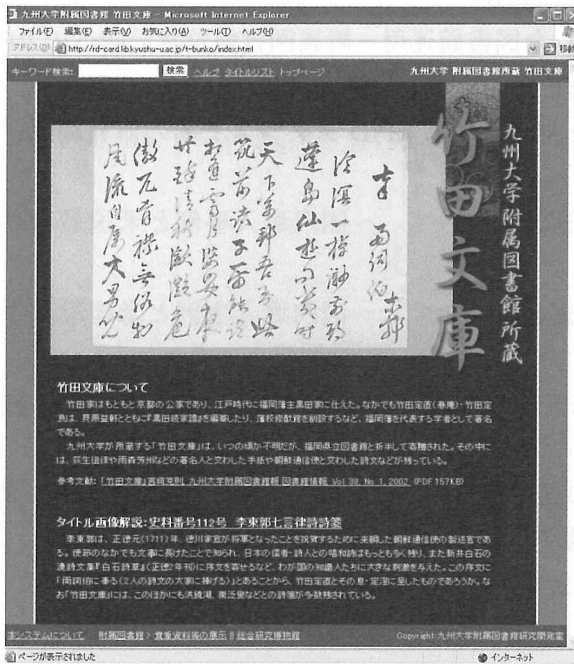 九州大学附属図書館 竹田文庫 - Microsoft Internet Explorer
ファイル(F) 編集(E) 表示(V) お気に入り(A) ツール(T) ヘルプ(H)
アドレス(D) http://rd-card.lib.kyushu-u.ac.jp/t-bunko/index.html 移動
キーワード検索: 検索 ヘルプ タイトルリスト トップページ 九州大学 附属図書館所蔵 竹田文庫
九州大学附属図書館所蔵
竹田文庫
奉
天下
竹田文庫について
竹田家はもともと京都の公家であり、江戸時代に福岡藩主黒田家に仕えた。なかでも竹田定直(春庵)・竹田定
良は、貝原益軒とともに『黒田続家譜』を編纂したり、藩校修猷館を創設するなど、福岡藩を代表する学者として著名
である。
九州大学が所蔵する「竹田文庫」は、いつの頃か不明だが、福岡県立図書館と折半して寄贈された。その中に
は、荻生徂徠や雨森芳洲などの著名人と交わした手紙や朝鮮通信使と交わした詩文などが残っている。
参考文献: 「竹田文庫」宮崎克則 九州大学附属図書館報 図書館情報 Vol 38, No.1, 2002 (PDF 157KB)
タイトル画像解説:史料番号112号 李東郭七言律詩詩箋
李東郭は、正徳元(1711)年、徳川家宣が将軍となったことを祝賀するために来朝した朝鮮通信使の製述官であ
る。使節のなかでも文事に長けたことで知られ、日本の儒者・詩人との唱和詩はもっとも多く残り、また新井白石の
漢詩文集『白石詩草』(正徳2年刊)に序文を寄せるなど、わが国の知識人たちに大きな刺激を与えた。この序文に
「両詞伯に奉る(2人の詩文の大家に捧げる)」とあることから、竹田定直とその息・定澄に呈したものであろうか。な
お「竹田文庫」には、このほかにも洪鏡湖、南泛叟などとの詩箋が多数残されている。
本システムについて 附属図書館 > 貴重資料等の展示 || 総合研究博物館 Copyright:九州大学附属図書館研究開発室
ページが表示されました インターネット